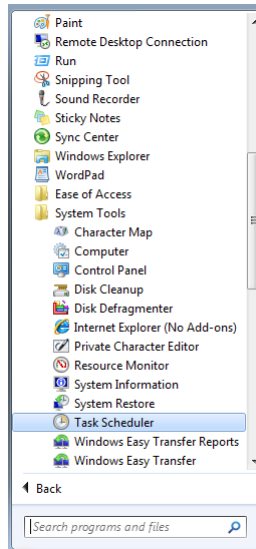 Paint
Remote Desktop Connection
Run
Snipping Tool
Sound Recorder
Sticky Notes
Sync Center
Windows Explorer
WordPad
Ease of Access
System Tools
Character Map
Computer
Control Panel
Disk Cleanup
Disk Defragmenter
Internet Explorer (No Add-ons)
Private Character Editor
Resource Monitor
System Information
System Restore
Task Scheduler
Windows Easy Transfer Reports
Windows Easy Transfer
Back
Search programs and files